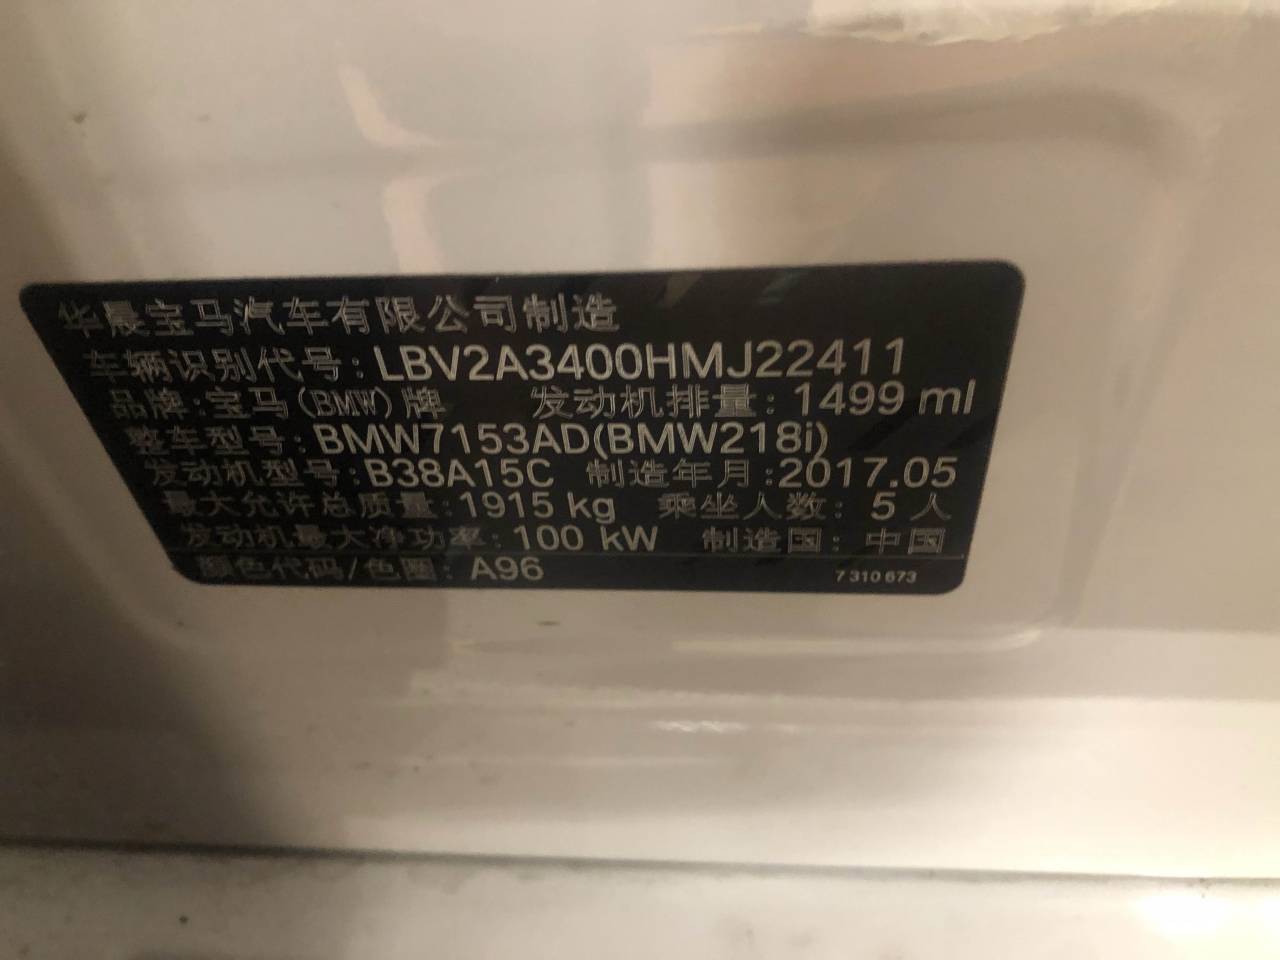 华晨宝马汽车有限公司制造
车辆识别代号: LBV2A3400HMJ22411
品牌: 宝马(BMW)牌 发动机排量: 1499 ml
整车型号: BMW7153AD(BMW218i)
发动机型号: B38A15C 制造年月: 2017.05
最大允许总质量: 1915 kg 乘坐人数: 5 人
发动机最大净功率: 100 kW 制造国: 中国
颜色代码/色圈: A96 7 310 673